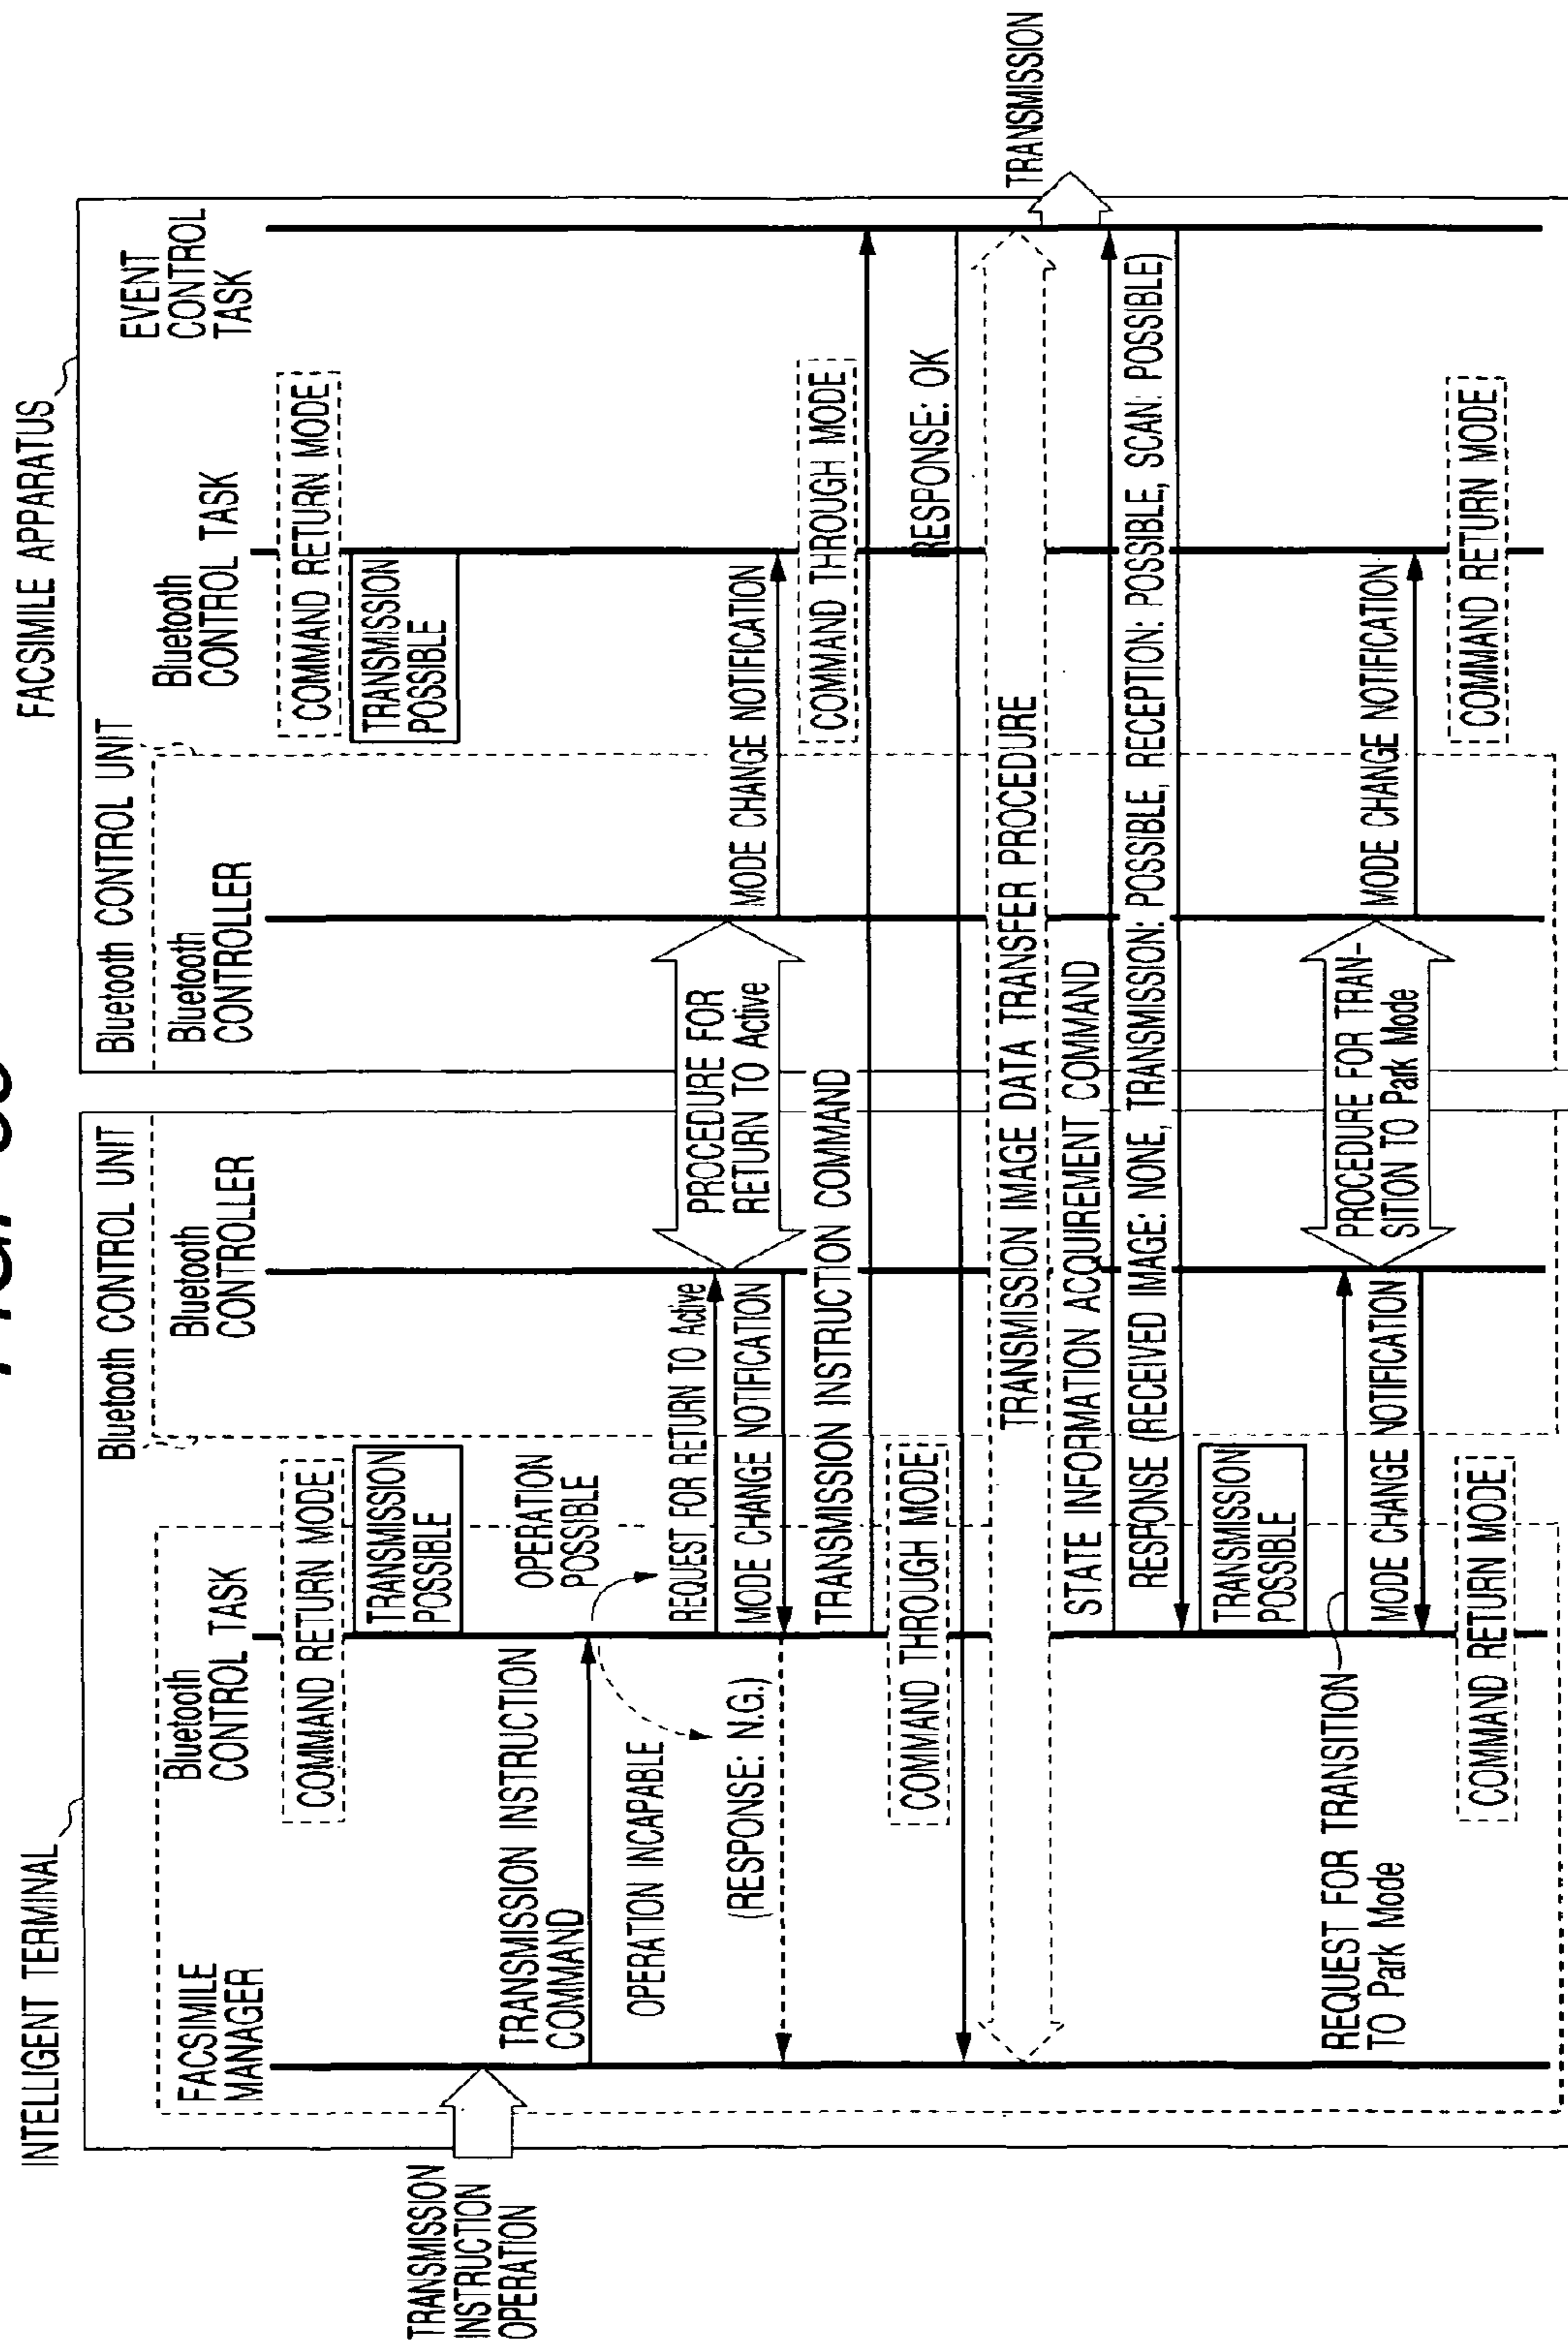 INTELLIGENT TERMINAL
FACSIMILE APPARATUS
Bluetooth CONTROL UNIT
Bluetooth CONTROL UNIT
FACSIMILE
MANAGER
Bluetooth
CONTROL TASK
Bluetooth
CONTROLLER
Bluetooth
CONTROLLER
Bluetooth
CONTROL TASK
EVENT
CONTROL
TASK
COMMAND RETURN MODE
COMMAND RETURN MODE
TRANSMISSION
POSSIBLE
TRANSMISSION
POSSIBLE
TRANSMISSION
INSTRUCTION
OPERATION
TRANSMISSION INSTRUCTION
COMMAND
OPERATION
POSSIBLE
OPERATION INCAPABLE
REQUEST FOR RETURN TO Active
PROCEDURE FOR
RETURN TO Active
(RESPONSE: N.G.)
MODE CHANGE NOTIFICATION
MODE CHANGE NOTIFICATION
TRANSMISSION INSTRUCTION COMMAND
COMMAND THROUGH MODE
COMMAND THROUGH MODE
RESPONSE: OK
TRANSMISSION IMAGE DATA TRANSFER PROCEDURE
TRANSMISSION
STATE INFORMATION ACQUIREMENT COMMAND
RESPONSE (RECEIVED IMAGE: NONE, TRANSMISSION: POSSIBLE, RECEPTION: POSSIBLE, SCAN: POSSIBLE)
TRANSMISSION
POSSIBLE
REQUEST FOR TRANSITION
TO Park Mode
PROCEDURE FOR TRAN-
SITION TO Park Mode
MODE CHANGE NOTIFICATION
MODE CHANGE NOTIFICATION
COMMAND RETURN MODE
COMMAND RETURN MODE